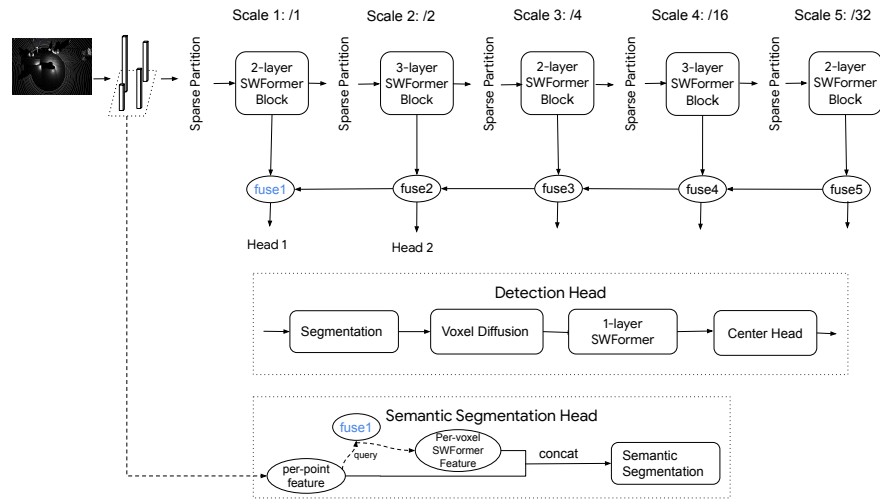 Scale 1: /1
Scale 2: /2
Scale 3: /4
Scale 4: /16
Scale 5: /32
Sparse Partition
2-layer
SWFormer
Block
Sparse Partition
3-layer
SWFormer
Block
Sparse Partition
2-layer
SWFormer
Block
Sparse Partition
3-layer
SWFormer
Block
Sparse Partition
2-layer
SWFormer
Block
fuse1
fuse2
fuse3
fuse4
fuse5
Head 1
Head 2
Detection Head
Segmentation
Voxel Diffusion
1-layer
SWFormer
Center Head
Semantic Segmentation Head
fuse1
query
Per-voxel
SWFormer
Feature
per-point
feature
concat
Semantic
Segmentation